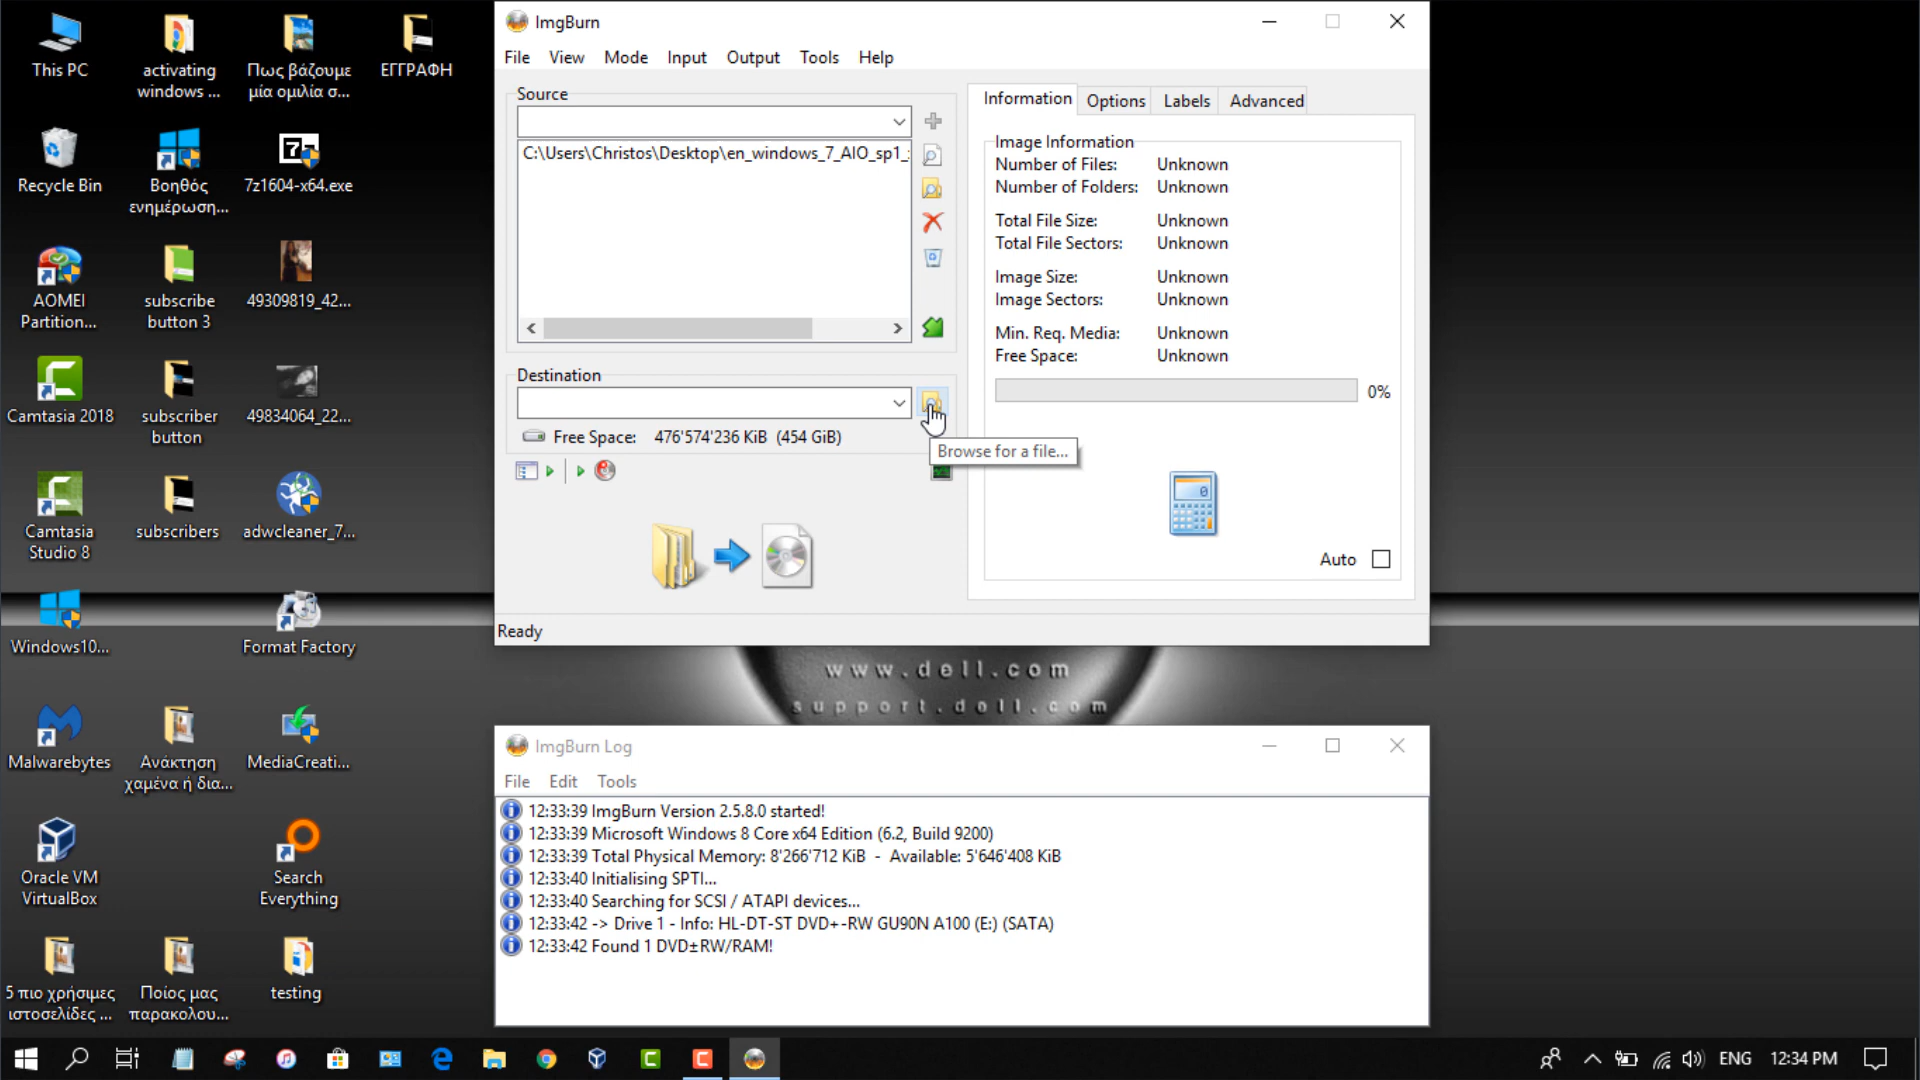 This PC
activating
windows ...
Πως βάζουμε
μία ομιλία σ...
ΕΓΓΡΑΦΗ
Recycle Bin
Βοηθός
ενημέρωση...
7z1604-x64.exe
AOMEI
Partition...
subscribe
button 3
49309819_42...
Camtasia 2018
subscriber
button
49834064_22...
Camtasia
Studio 8
subscribers
adwcleaner_7...
Windows10...
Format Factory
Malwarebytes
Ανάκτηση
χαμένα ή δια...
MediaCreati...
Oracle VM
VirtualBox
Search
Everything
5 πιο χρήσιμες
ιστοσελίδες ...
Ποίος μας
παρακολου...
testing
ImgBurn
File View Mode Input Output Tools Help
Source
C:\Users\Christos\Desktop\en_windows_7_AIO_sp1_
Destination
Free Space: 476'574'236 KiB (454 GiB)
Browse for a file...
Information Options Labels Advanced
Image Information
Number of Files: Unknown
Number of Folders: Unknown
Total File Size: Unknown
Total File Sectors: Unknown
Image Size: Unknown
Image Sectors: Unknown
Min. Req. Media: Unknown
Free Space: Unknown
0%
0
Auto
Ready
www.dell.com
support.dell.com
ImgBurn Log
File Edit Tools
12:33:39 ImgBurn Version 2.5.8.0 started!
12:33:39 Microsoft Windows 8 Core x64 Edition (6.2, Build 9200)
12:33:39 Total Physical Memory: 8'266'712 KiB - Available: 5'646'408 KiB
12:33:40 Initialising SPTI...
12:33:40 Searching for SCSI / ATAPI devices...
12:33:42 -> Drive 1 - Info: HL-DT-ST DVD+-RW GU90N A100 (E:) (SATA)
12:33:42 Found 1 DVD±RW/RAM!
ENG 12:34 PM